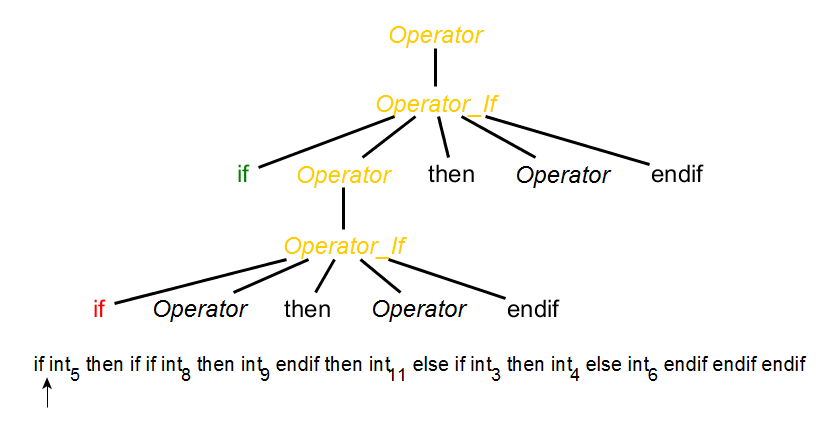 Operator
Operator_If
if Operator then Operator endif
Operator_If
if Operator then Operator endif
if int5 then if if int8 then int9 endif then int11 else if int3 then int4 else int6 endif endif endif